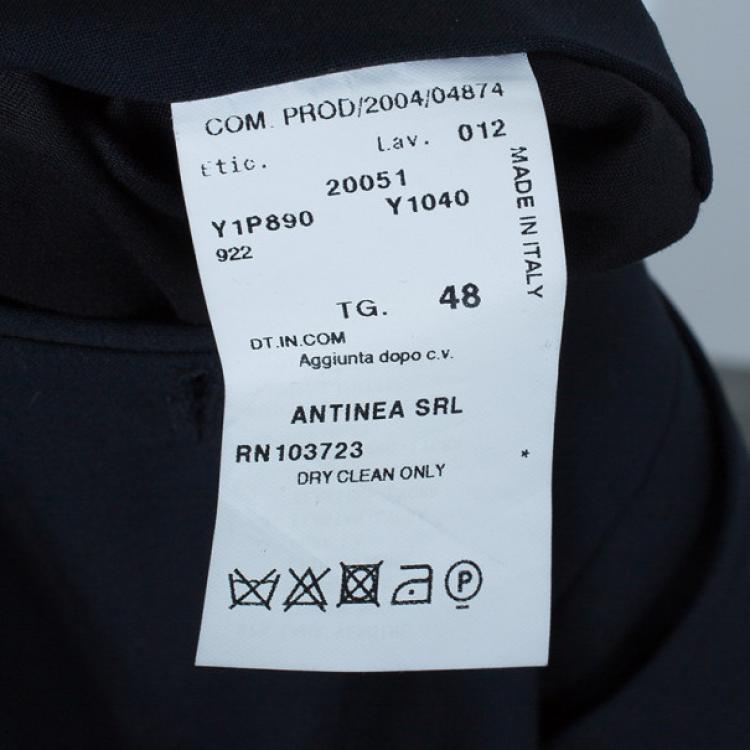 COM. PROD/2004/04874
Etic. Lav. 012
20051
Y1P890 Y1040
922
MADE IN ITALY
TG. 48
DT.IN.COM
Aggiunta dopo c.v.
ANTINEA SRL
RN103723 *
DRY CLEAN ONLY
P